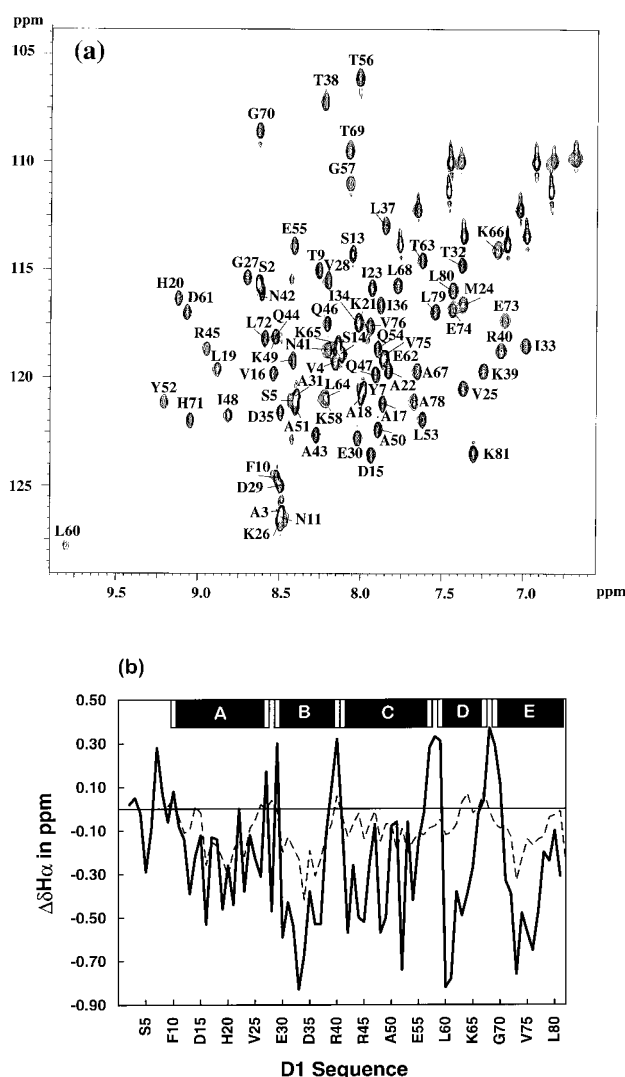 ppm
(a)
105
110
115
120
125
T56
T38
G70
T69
G57
L37
E55
S13
T63
T32
K66
G27
S2
T9
V28
I23
L68
L80
M24
H20
D61
N42
I34
K21
I36
L79
E73
Q44
Q46
V76
E74
R45
L72
K65
S14
Q54
V75
R40
I33
L19
K49
N41
E62
V16
V4
Q47
A22
A67
K39
Y52
I48
S5
A31
L64
Y7
V25
H71
D35
A51
K58
A18
A17
A78
L53
A43
E30
A50
D15
K81
F10
D29
A3
N11
K26
L60
9.5
9.0
8.5
8.0
7.5
7.0
ppm
(b)
A
B
C
D
E
0.50
0.30
0.10
-0.10
-0.30
-0.50
-0.70
-0.90
ΔδHα in ppm
S5
F10
D15
H20
V25
E30
D35
R40
R45
A50
E55
L60
K65
G70
V75
L80
D1 Sequence